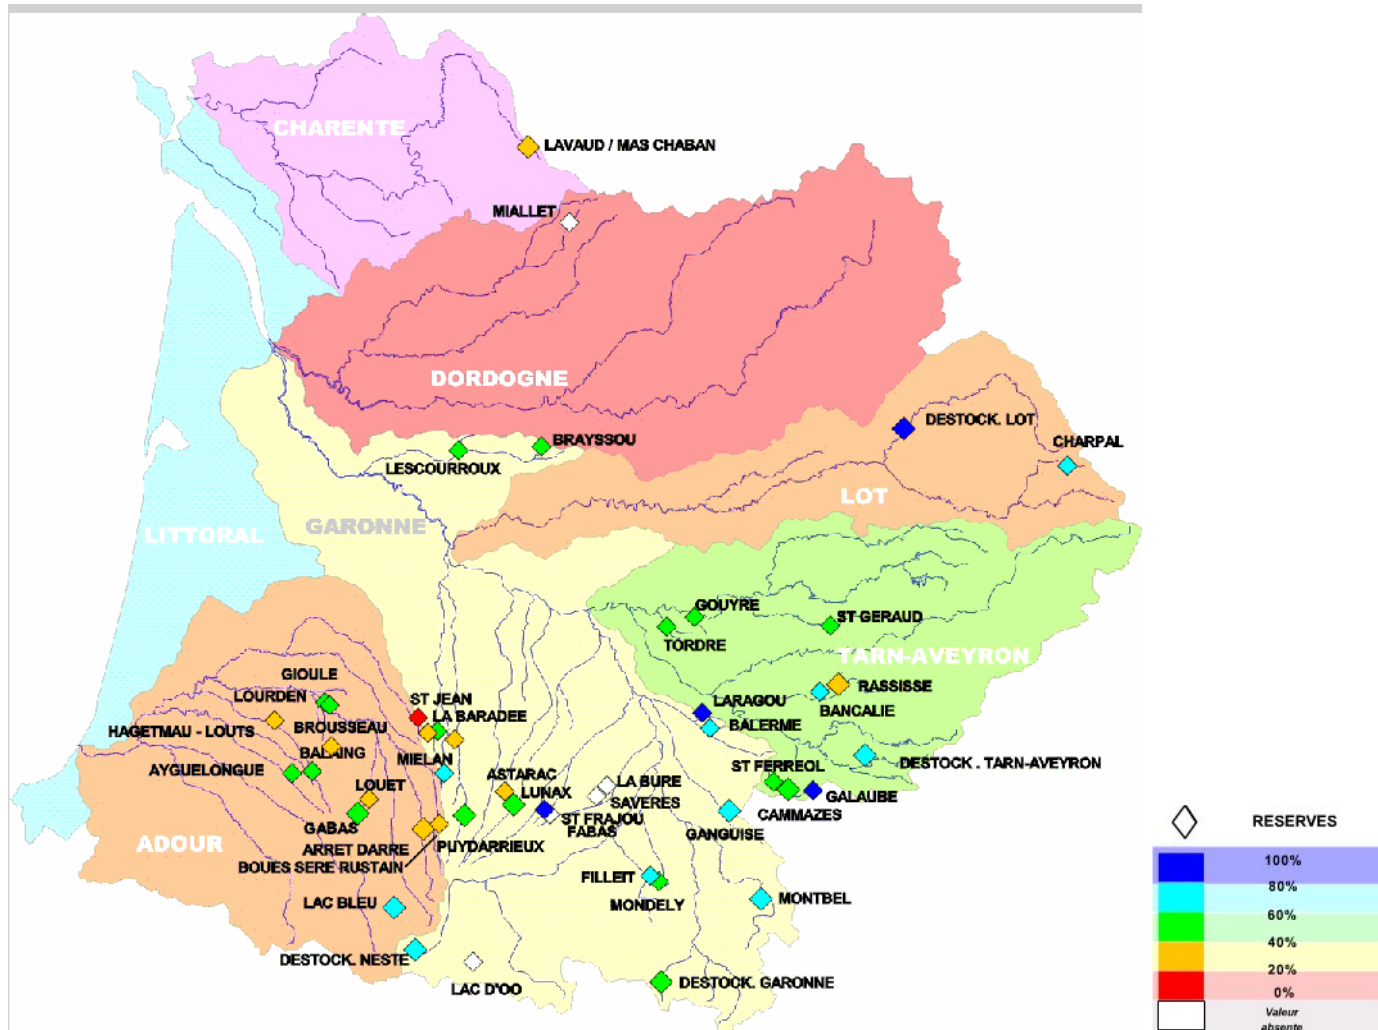 CHARENTE
LAVAUD / MAS CHABAN
MIALLET
DORDOGNE
DESTOCK. LOT
BRAYSSOU
CHARPAL
LESCOURROUX
LOT
GARONNE
LITTORAL
GOUYRE
ST GERAUD
TORDRE
TARN-AVEYRON
GIOULE
RASSISSE
LOURDEN
ST JEAN
LARAGOU
BANCALIE
LA BARADEE
HAGETMAU - LOUTS
BROUSSEAU
BALERME
BALAING
MIELAN
AYGUELONGUE
ST FERREOL
DESTOCK . TARN-AVEYRON
LOUET
ASTARAC
LA BURE
LUNAX
GALAUBE
SAVERES
CAMMAZES
ST FRAJOU
GABAS
FABAS
GANGUISE
ADOUR
ARRET DARRE
PUYDARRIEUX
BOUES SERE RUSTAIN
FILLEIT
LAC BLEU
MONDELY
MONTBEL
DESTOCK. NESTE
LAC D'OO
DESTOCK. GARONNE
RESERVES
100%
80%
60%
40%
20%
0%
Valeur
absente